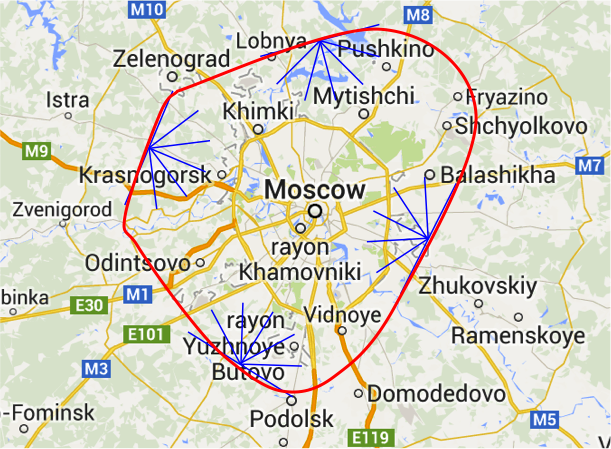 M10
M8
Lobnya
Pushkino
Zelenograd
Istra
Mytishchi
Fryazino
Khimki
Shchyolkovo
M9
M7
Krasnogorsk
Balashikha
Moscow
Zvenigorod
rayon
Khamovniki
Odintsovo
Zhukovskiy
M1
binka
E30
Vidnoye
rayon
Yuzhnoye
Butovo
E101
Ramenskoye
M3
Domodedovo
-Fominsk
Podolsk
M5
E119
V